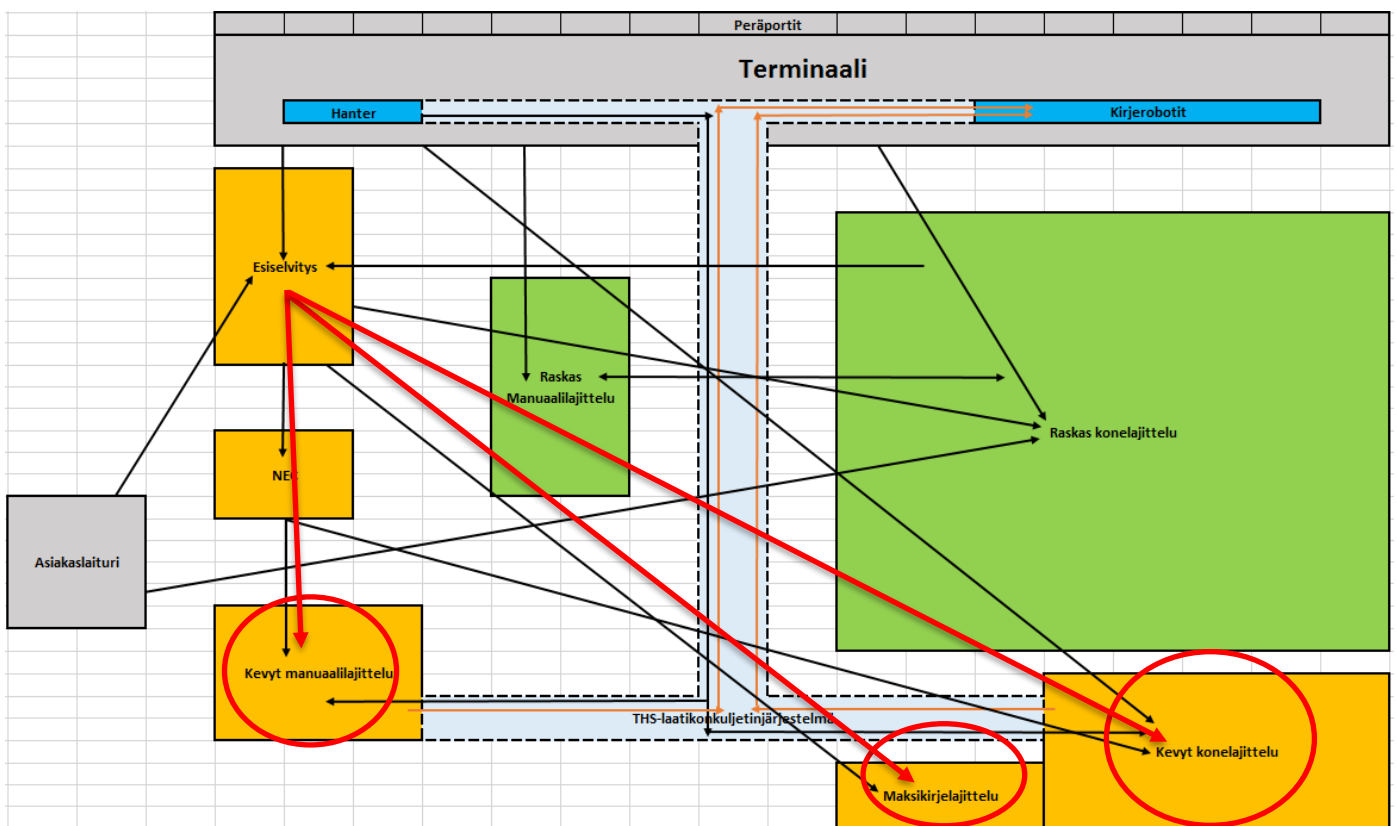 Peräportit
Terminaali
Hanter
Kirjerobotit
Esiselvitys
Raskas
Manuaalilajittelu
Raskas konelajittelu
NEC
Asiakaslaituri
Kevyt manuaalilajittelu
THS-laatikonkuljetinjärjestelmä
Kevyt konelajittelu
Maksikirjelajittelu